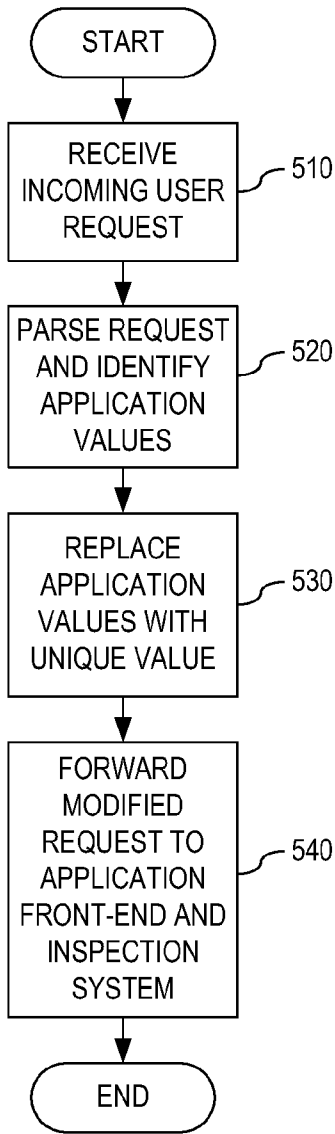 START
RECEIVE
INCOMING USER
REQUEST
510
PARSE REQUEST
AND IDENTIFY
APPLICATION
VALUES
520
REPLACE
APPLICATION
VALUES WITH
UNIQUE VALUE
530
FORWARD
MODIFIED
REQUEST TO
APPLICATION
FRONT-END AND
INSPECTION
SYSTEM
540
END